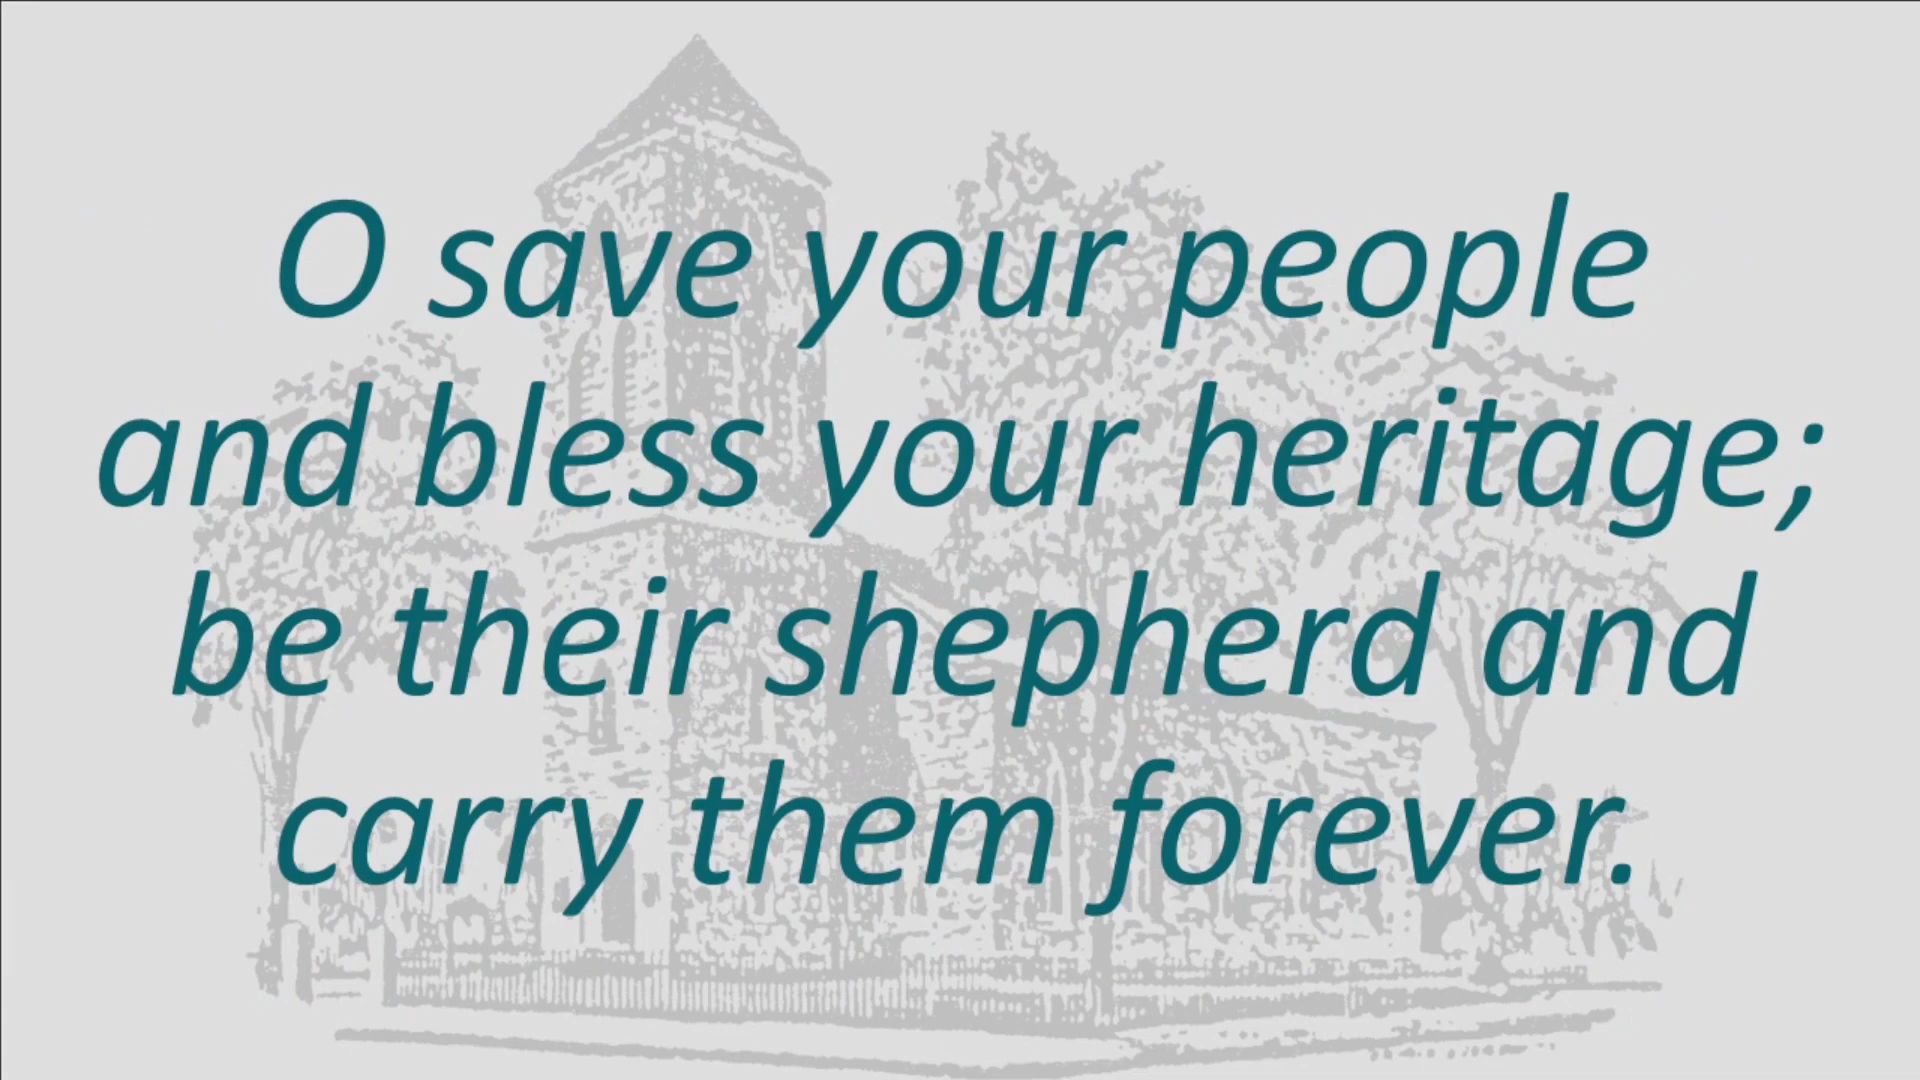 O save your people
and bless your heritage;
be their shepherd and
carry them forever.